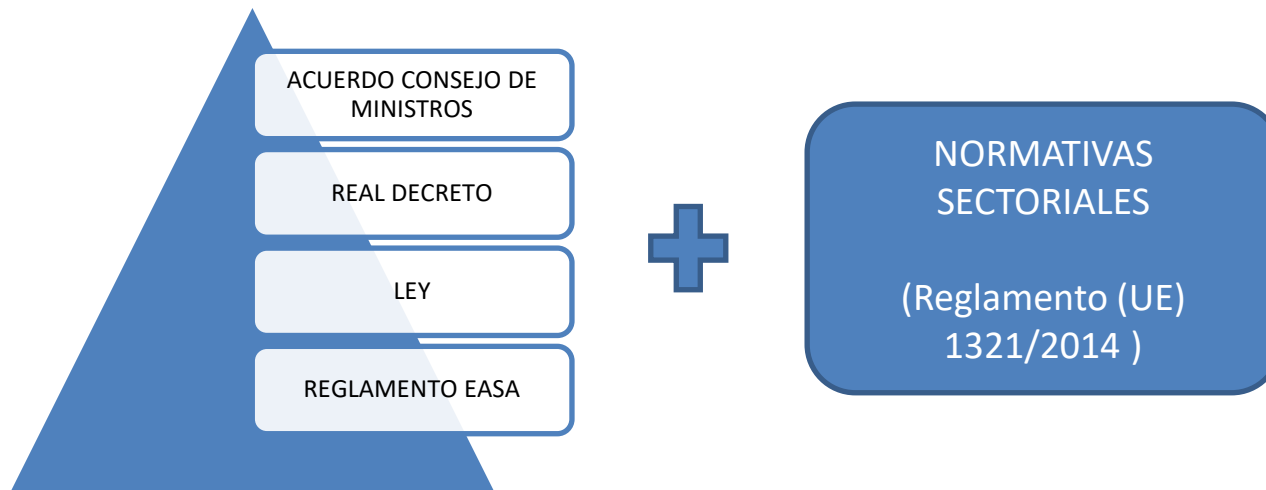 ACUERDO CONSEJO DE
MINISTROS
REAL DECRETO
LEY
REGLAMENTO EASA
NORMATIVAS
SECTORIALES
(Reglamento (UE)
1321/2014 )